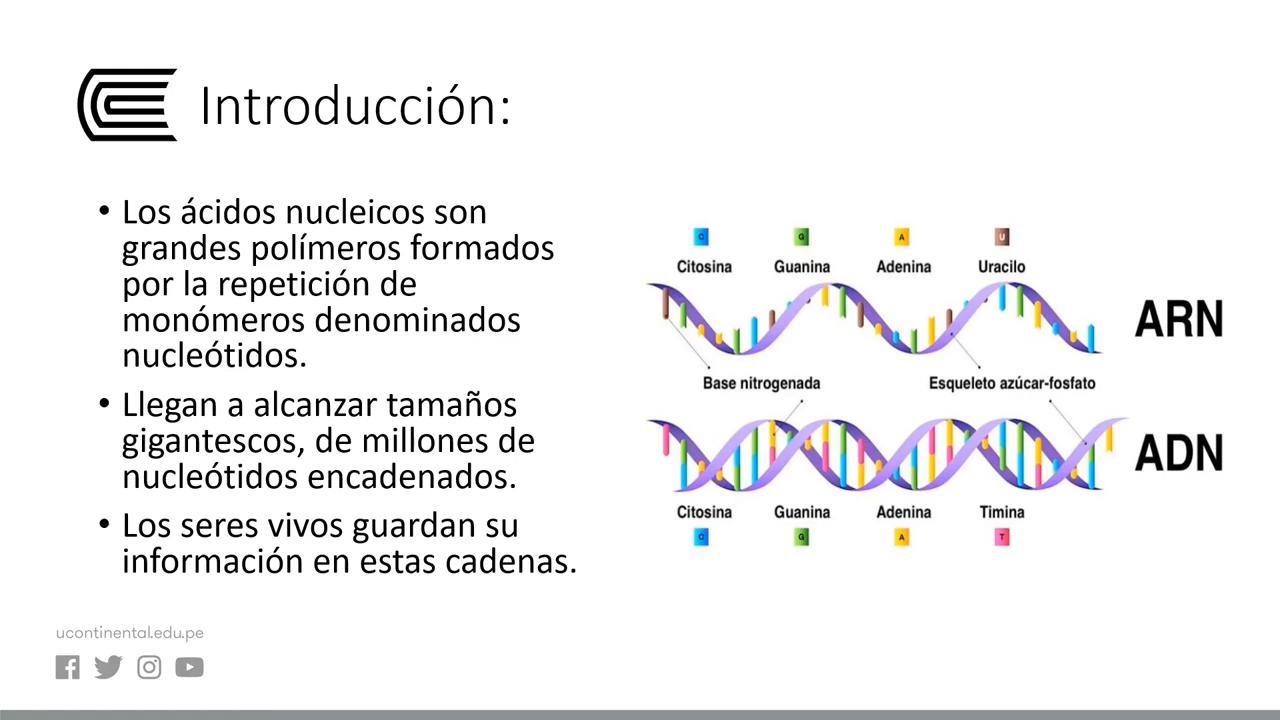 Introducción:
• Los ácidos nucleicos son
grandes polímeros formados
por la repetición de
monómeros denominados
nucleótidos.
• Llegan a alcanzar tamaños
gigantescos, de millones de
nucleótidos encadenados.
• Los seres vivos guardan su
información en estas cadenas.
C G A U
Citosina Guanina Adenina Uracilo
ARN
Base nitrogenada Esqueleto azúcar-fosfato
ADN
Citosina Guanina Adenina Timina
C G A T
ucontinental.edu.pe